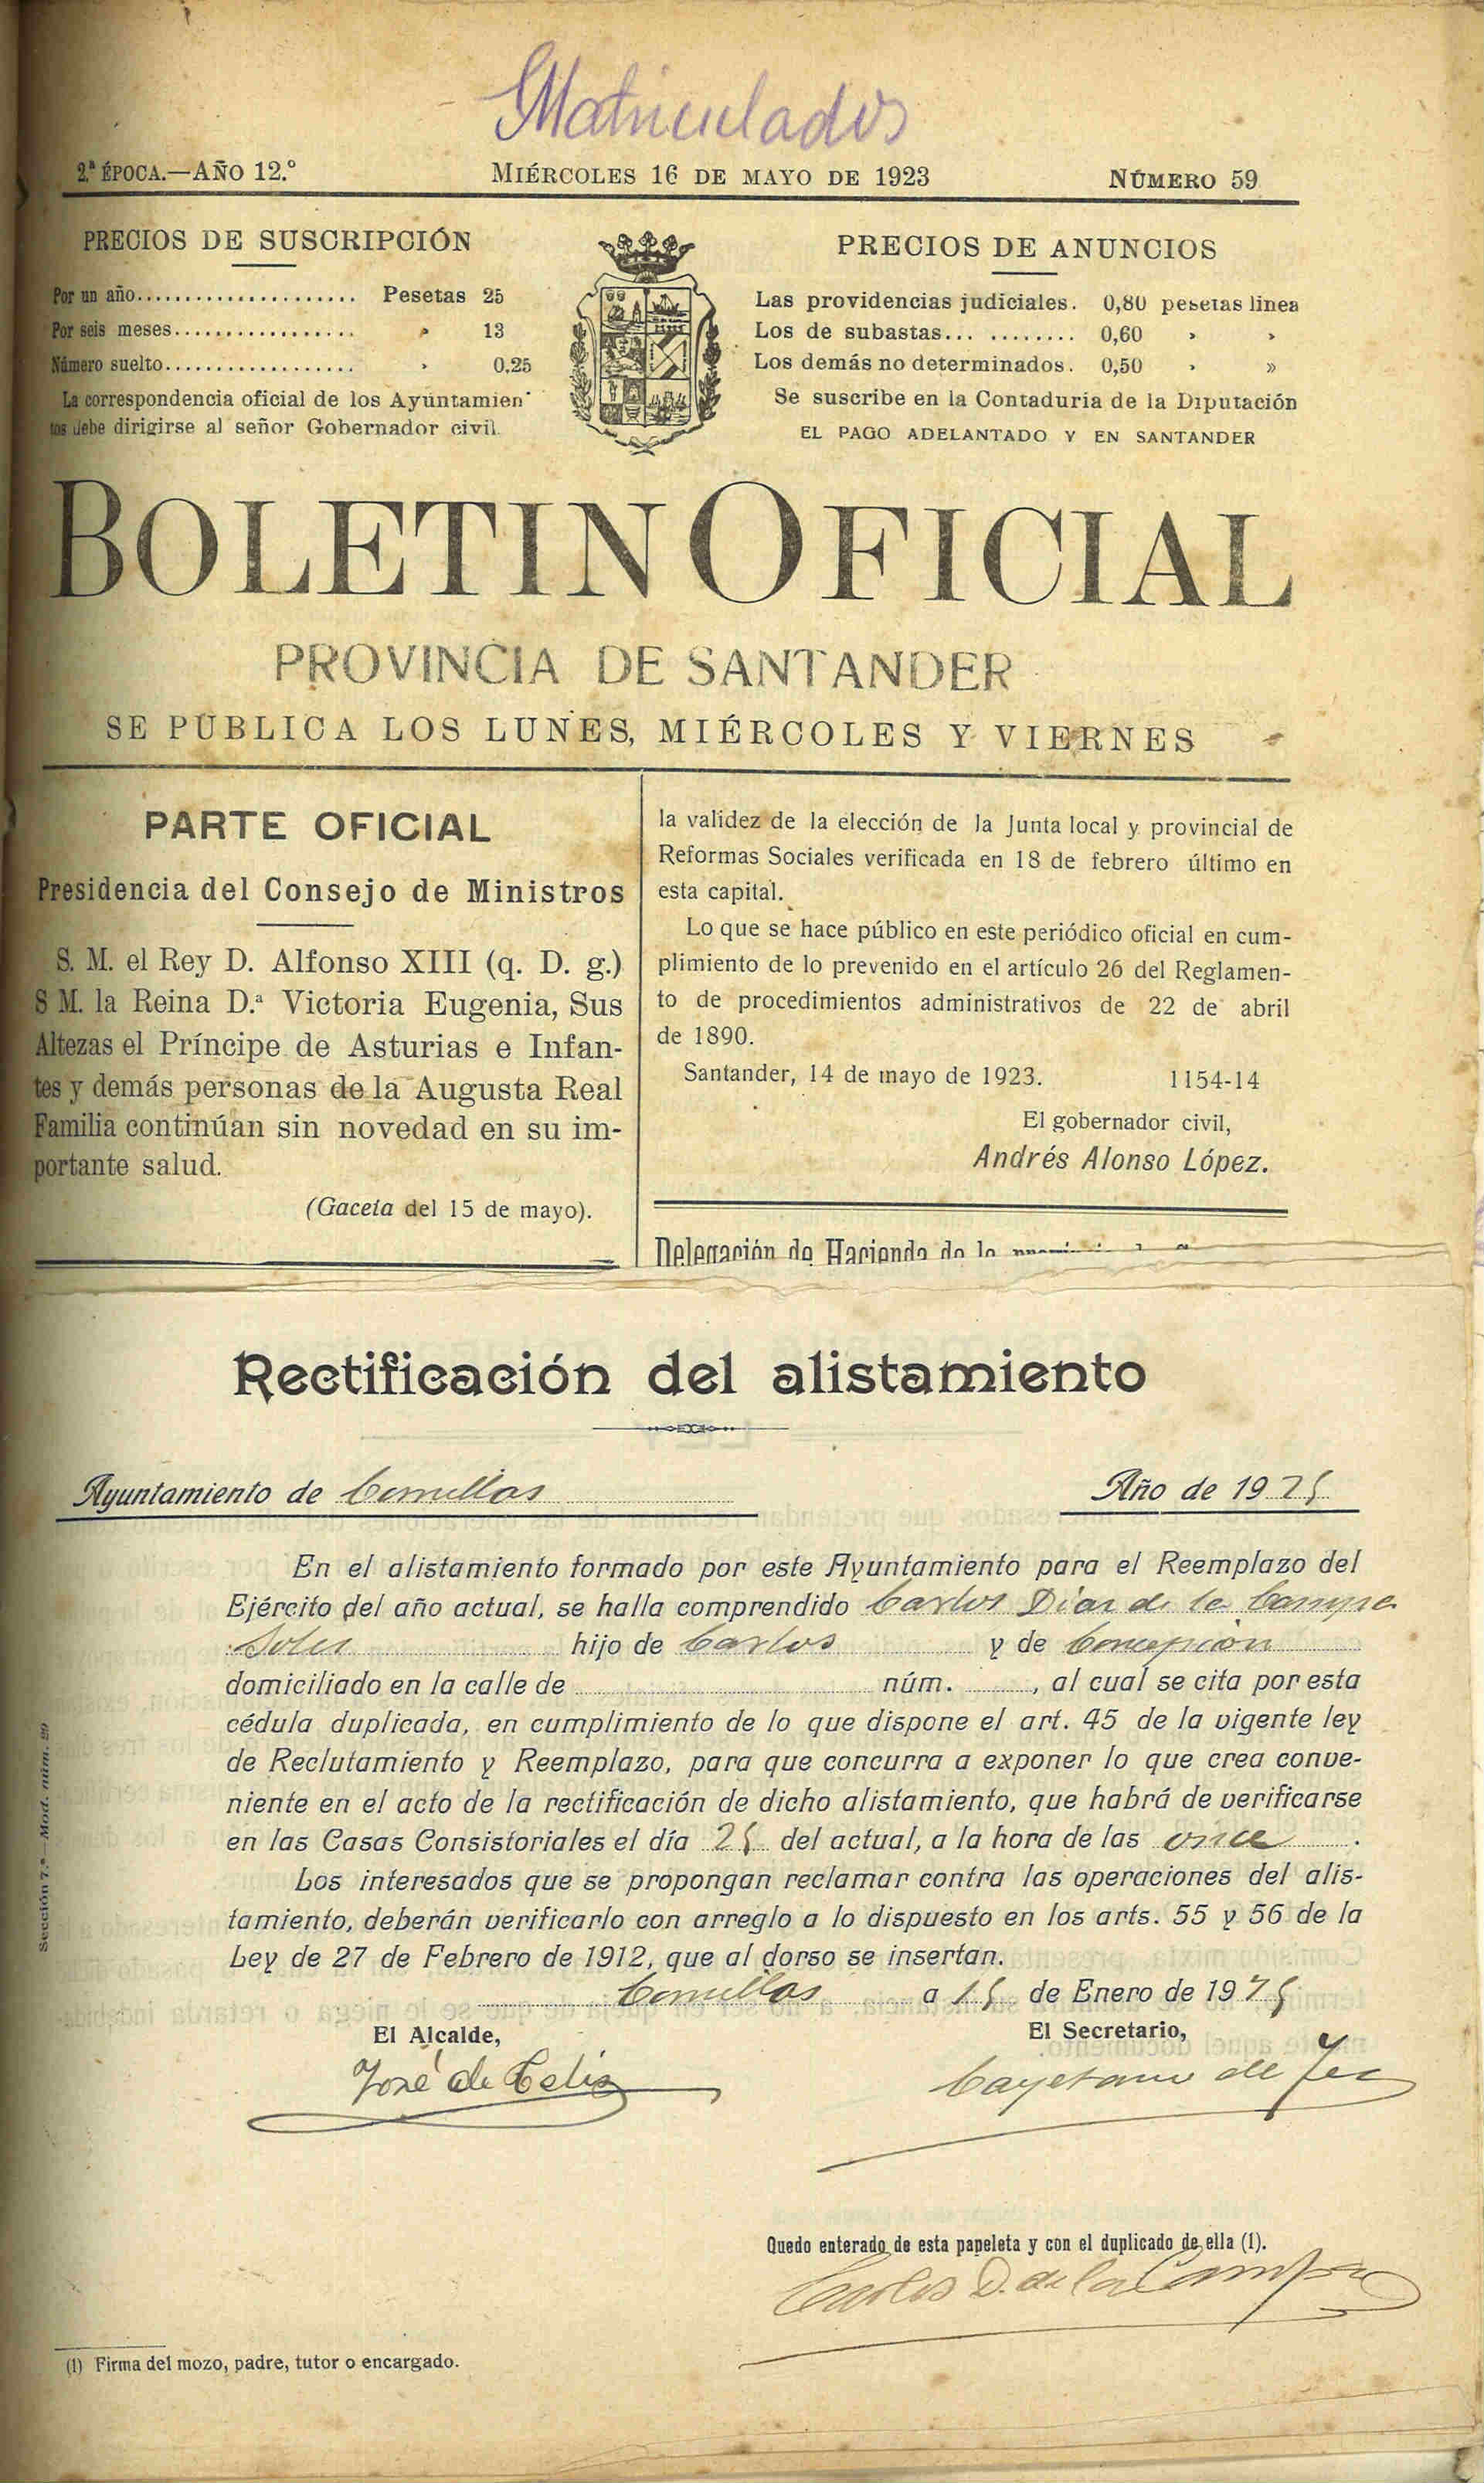 Matriculados
2.ª ÉPOCA.—AÑO 12.º MIÉRCOLES 16 DE MAYO DE 1923 NÚMERO 59
PRECIOS DE SUSCRIPCIÓN
Por un año..................... Pesetas 25
Por seis meses................. » 13
Número suelto.................. » 0,25
La correspondencia oficial de los Ayuntamien-
tos debe dirigirse al señor Gobernador civil.
PRECIOS DE ANUNCIOS
Las providencias judiciales. 0,80 pesetas linea
Los de subastas... ........ 0,60 » »
Los demás no determinados. 0,50 » »
Se suscribe en la Contaduria de la Diputación
EL PAGO ADELANTADO Y EN SANTANDER
BOLETIN OFICIAL
PROVINCIA DE SANTANDER
SE PUBLICA LOS LUNES, MIÉRCOLES Y VIERNES
PARTE OFICIAL
Presidencia del Consejo de Ministros
S. M. el Rey D. Alfonso XIII (q. D. g.)
S M. la Reina D.ª Victoria Eugenia, Sus
Altezas el Príncipe de Asturias e Infan-
tes y demás personas de la Augusta Real
Familia continúan sin novedad en su im-
portante salud.
(Gaceta del 15 de mayo).
la validez de la elección de la Junta local y provincial de
Reformas Sociales verificada en 18 de febrero último en
esta capital.
Lo que se hace público en este periódico oficial en cum-
plimiento de lo prevenido en el artículo 26 del Reglamen-
to de procedimientos administrativos de 22 de abril
de 1890.
Santander, 14 de mayo de 1923. 1154-14
El gobernador civil,
Andrés Alonso López.
Delegación de Hacienda de la
Rectificación del alistamiento
Ayuntamiento de Comillas Año de 1925
En el alistamiento formado por este Ayuntamiento para el Reemplazo del
Ejército del año actual, se halla comprendido Carlos Díaz de la Campa
Soler hijo de Carlos y de Concepción
domiciliado en la calle de núm. , al cual se cita por esta
cédula duplicada, en cumplimiento de lo que dispone el art. 45 de la vigente ley
de Reclutamiento y Reemplazo, para que concurra a exponer lo que crea conve-
niente en el acto de la rectificación de dicho alistamiento, que habrá de verificarse
en las Casas Consistoriales el día 25 del actual, a la hora de las once .
Los interesados que se propongan reclamar contra las operaciones del alis-
tamiento, deberán verificarlo con arreglo a lo dispuesto en los arts. 55 y 56 de la
Ley de 27 de Febrero de 1912, que al dorso se insertan.
Comillas a 15 de Enero de 1925
El Alcalde, El Secretario,
José de Celis Cayetano de
Quedo enterado de esta papeleta y con el duplicado de ella (1).
Carlos D. de la Campa
(1) Firma del mozo, padre, tutor o encargado.
Sección 7.ª—Mod. núm. 29